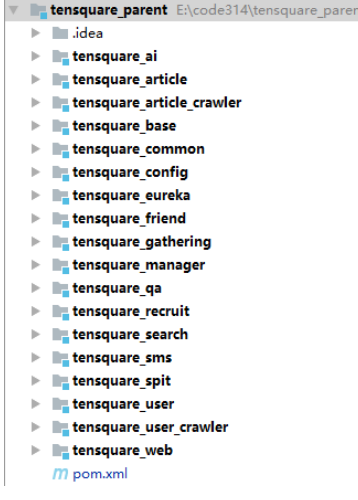 tensquare_parent E:\code314\tensquare_paren
.idea
tensquare_ai
tensquare_article
tensquare_article_crawler
tensquare_base
tensquare_common
tensquare_config
tensquare_eureka
tensquare_friend
tensquare_gathering
tensquare_manager
tensquare_qa
tensquare_recruit
tensquare_search
tensquare_sms
tensquare_spit
tensquare_user
tensquare_user_crawler
tensquare_web
m pom.xml